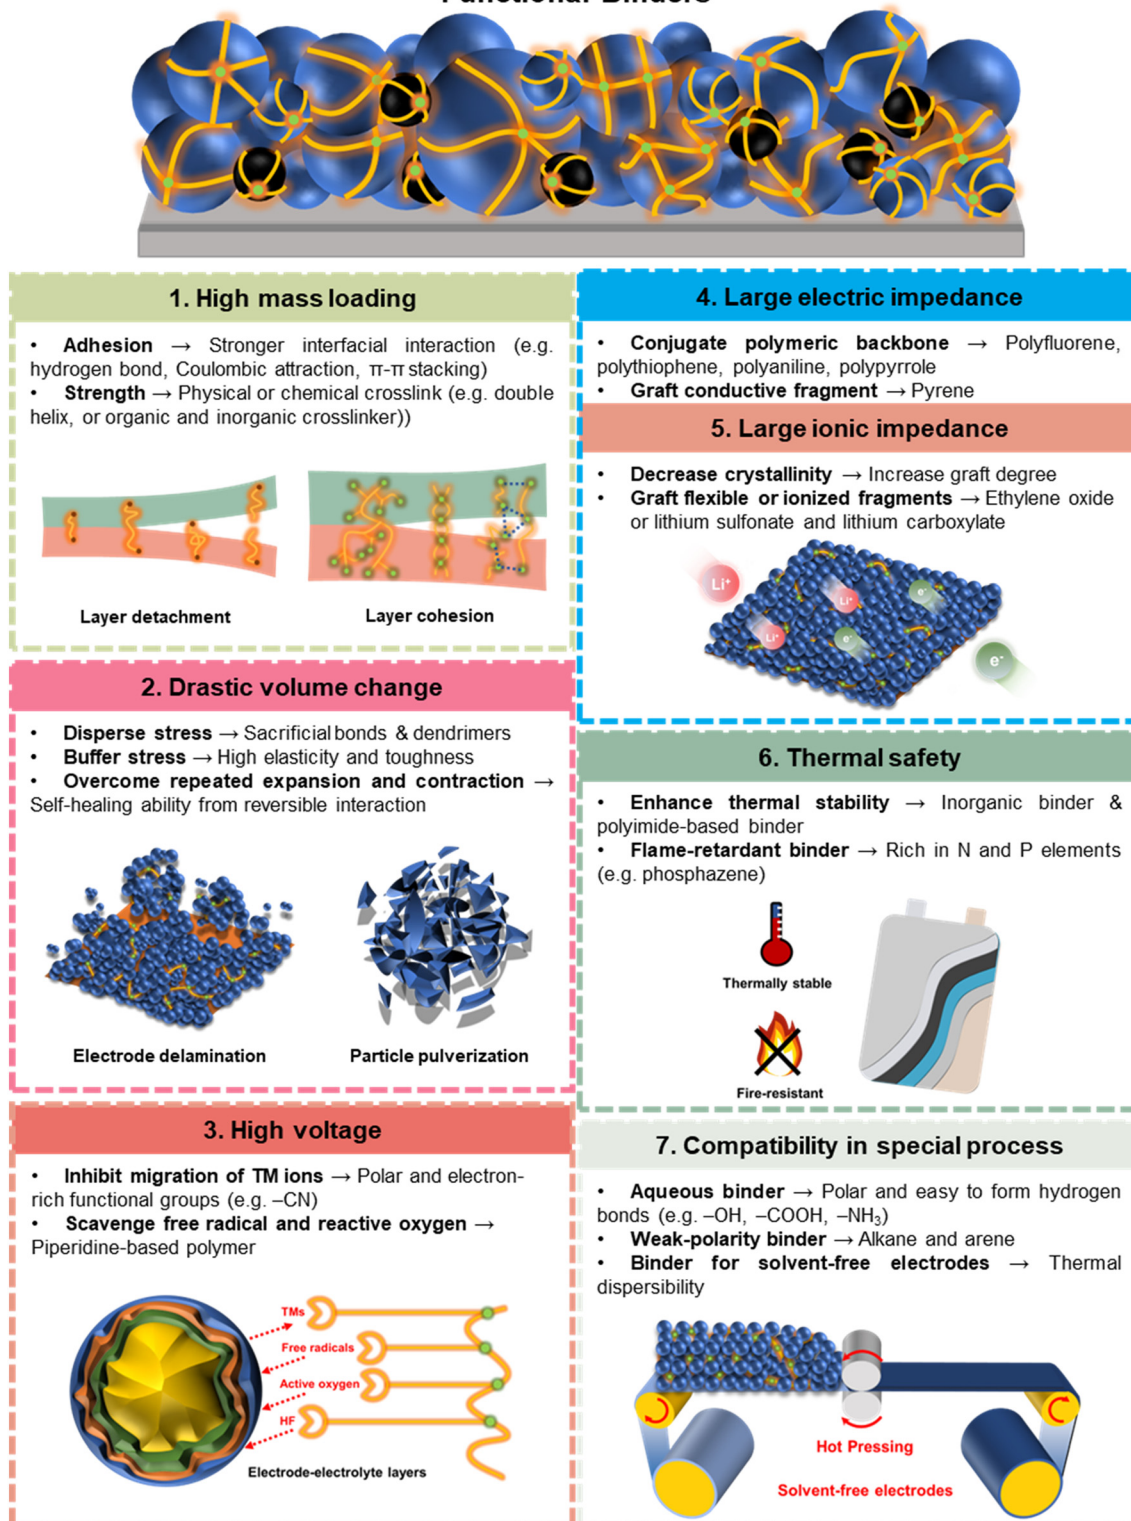 Functional Binders
1. High mass loading
• Adhesion → Stronger interfacial interaction (e.g.
hydrogen bond, Coulombic attraction, π-π stacking)
• Strength → Physical or chemical crosslink (e.g. double
helix, or organic and inorganic crosslinker))
Layer detachment
Layer cohesion
2. Drastic volume change
• Disperse stress → Sacrificial bonds & dendrimers
• Buffer stress → High elasticity and toughness
• Overcome repeated expansion and contraction →
Self-healing ability from reversible interaction
Electrode delamination
Particle pulverization
3. High voltage
• Inhibit migration of TM ions → Polar and electron-
rich functional groups (e.g. –CN)
• Scavenge free radical and reactive oxygen →
Piperidine-based polymer
TMs
Free radicals
Active oxygen
HF
Electrode-electrolyte layers
4. Large electric impedance
• Conjugate polymeric backbone → Polyfluorene,
polythiophene, polyaniline, polypyrrole
• Graft conductive fragment → Pyrene
5. Large ionic impedance
• Decrease crystallinity → Increase graft degree
• Graft flexible or ionized fragments → Ethylene oxide
or lithium sulfonate and lithium carboxylate
Li⁺
Li⁺
e⁻
Li⁺
e⁻
e⁻
6. Thermal safety
• Enhance thermal stability → Inorganic binder &
polyimide-based binder
• Flame-retardant binder → Rich in N and P elements
(e.g. phosphazene)
Thermally stable
Fire-resistant
7. Compatibility in special process
• Aqueous binder → Polar and easy to form hydrogen
bonds (e.g. –OH, –COOH, –NH₃)
• Weak-polarity binder → Alkane and arene
• Binder for solvent-free electrodes → Thermal
dispersibility
Hot Pressing
Solvent-free electrodes